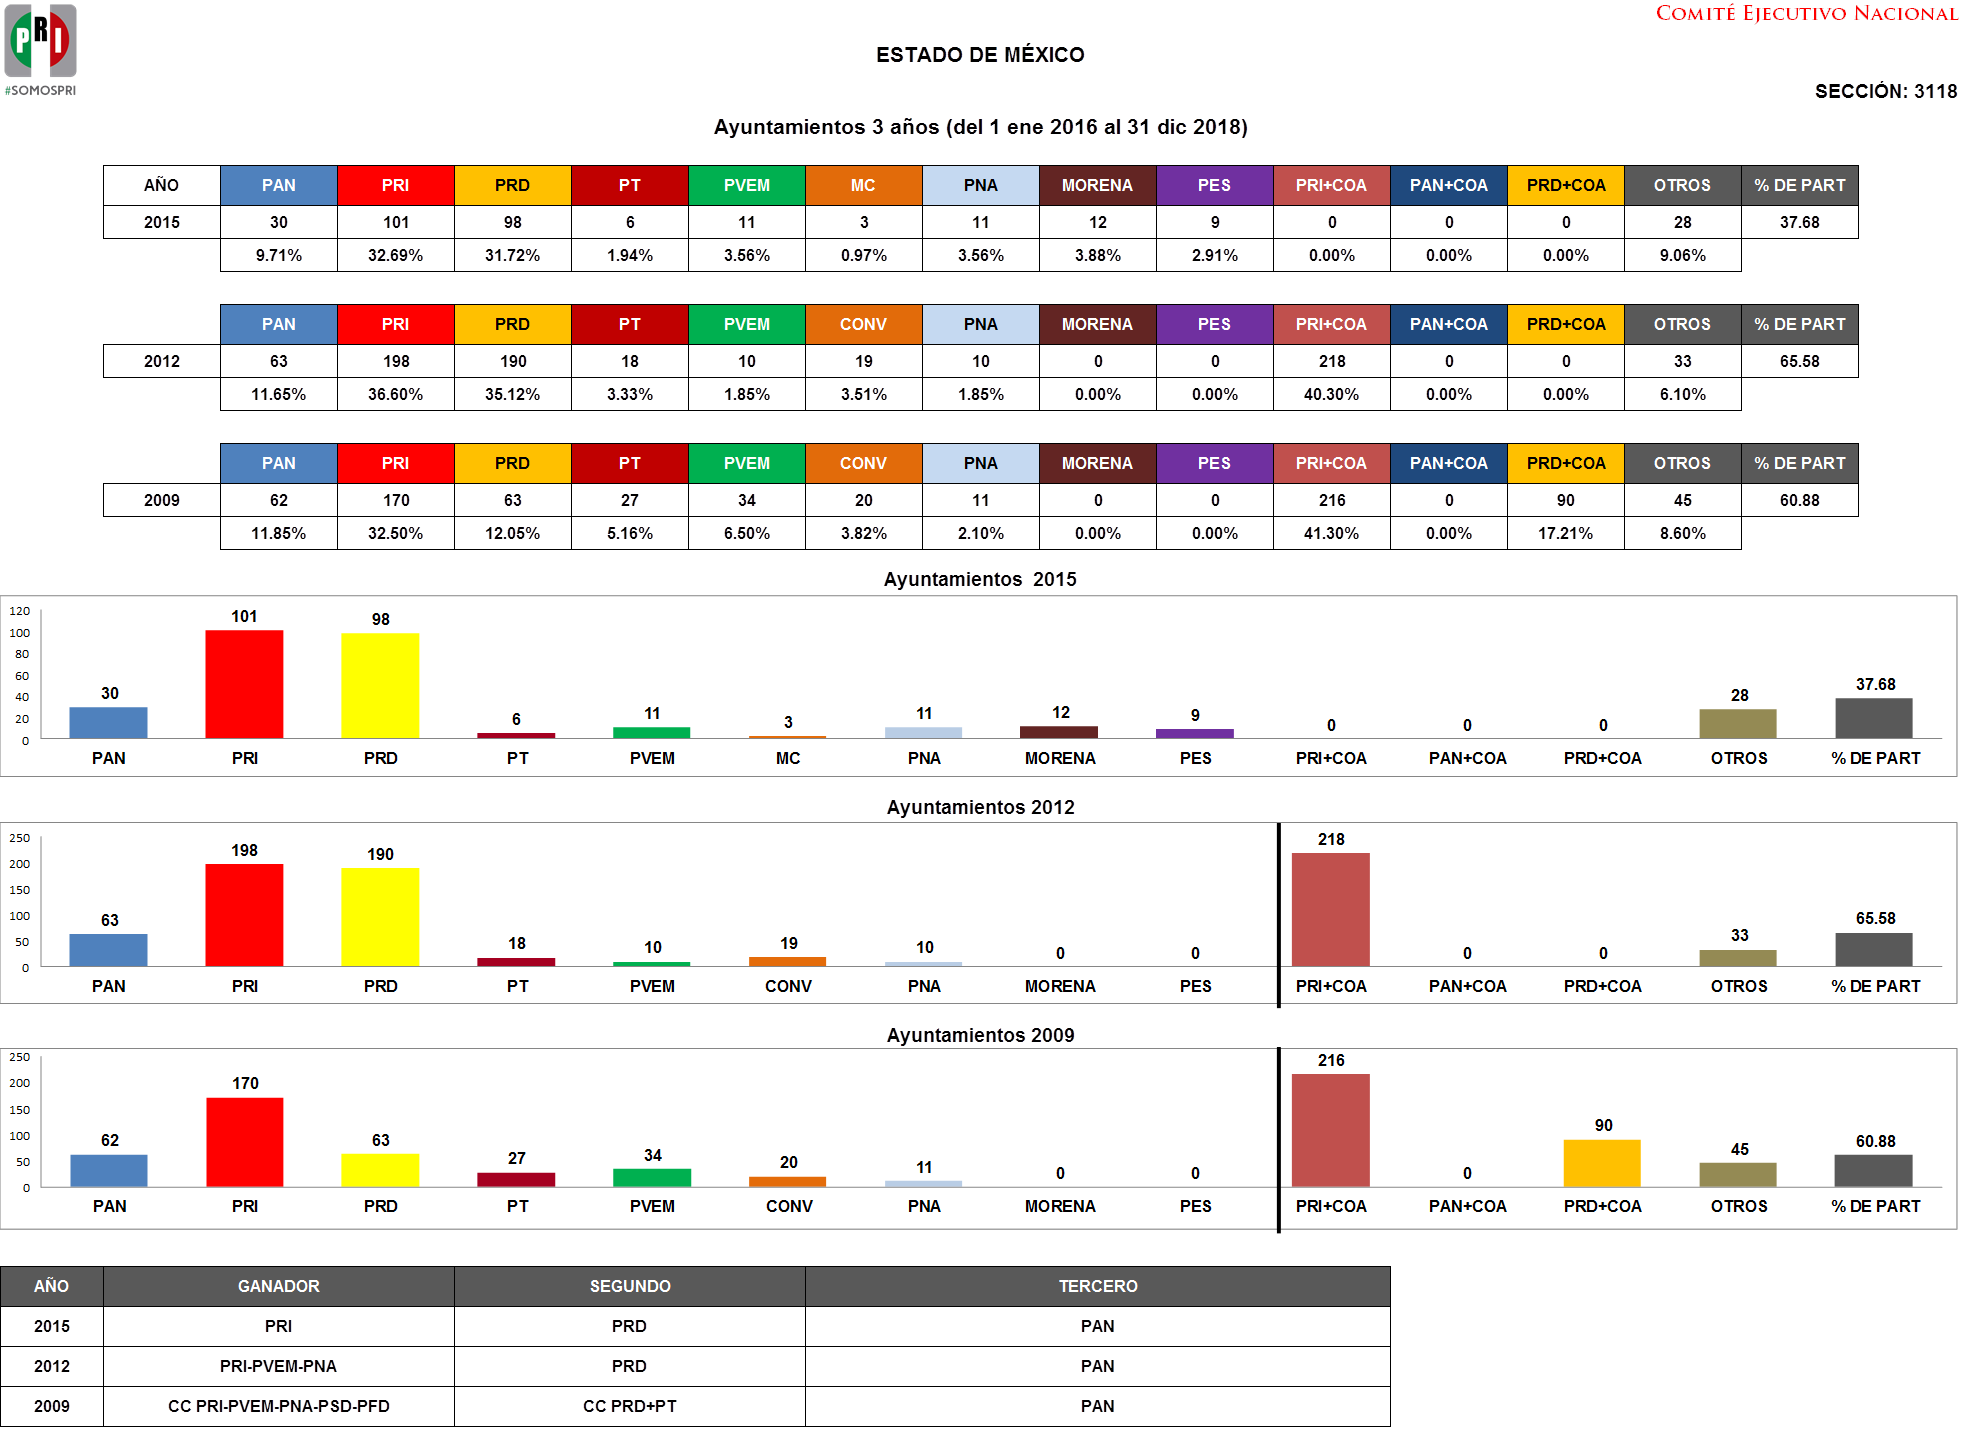 PRI
#SOMOSPRI
COMITÉ EJECUTIVO NACIONAL
ESTADO DE MÉXICO
SECCIÓN: 3118
Ayuntamientos 3 años (del 1 ene 2016 al 31 dic 2018)
AÑO PAN PRI PRD PT PVEM MC PNA MORENA PES PRI+COA PAN+COA PRD+COA OTROS % DE PART
2015 30 101 98 6 11 3 11 12 9 0 0 0 28 37.68
9.71% 32.69% 31.72% 1.94% 3.56% 0.97% 3.56% 3.88% 2.91% 0.00% 0.00% 0.00% 9.06%
PAN PRI PRD PT PVEM CONV PNA MORENA PES PRI+COA PAN+COA PRD+COA OTROS % DE PART
2012 63 198 190 18 10 19 10 0 0 218 0 0 33 65.58
11.65% 36.60% 35.12% 3.33% 1.85% 3.51% 1.85% 0.00% 0.00% 40.30% 0.00% 0.00% 6.10%
PAN PRI PRD PT PVEM CONV PNA MORENA PES PRI+COA PAN+COA PRD+COA OTROS % DE PART
2009 62 170 63 27 34 20 11 0 0 216 0 90 45 60.88
11.85% 32.50% 12.05% 5.16% 6.50% 3.82% 2.10% 0.00% 0.00% 41.30% 0.00% 17.21% 8.60%
Ayuntamientos 2015
120
100
80
60
40
20
0
30 101 98 6 11 3 11 12 9 0 0 0 28 37.68
PAN PRI PRD PT PVEM MC PNA MORENA PES PRI+COA PAN+COA PRD+COA OTROS % DE PART
Ayuntamientos 2012
250
200
150
100
50
0
63 198 190 18 10 19 10 0 0 218 0 0 33 65.58
PAN PRI PRD PT PVEM CONV PNA MORENA PES PRI+COA PAN+COA PRD+COA OTROS % DE PART
Ayuntamientos 2009
250
200
150
100
50
0
62 170 63 27 34 20 11 0 0 216 0 90 45 60.88
PAN PRI PRD PT PVEM CONV PNA MORENA PES PRI+COA PAN+COA PRD+COA OTROS % DE PART
AÑO GANADOR SEGUNDO TERCERO
2015 PRI PRD PAN
2012 PRI-PVEM-PNA PRD PAN
2009 CC PRI-PVEM-PNA-PSD-PFD CC PRD+PT PAN